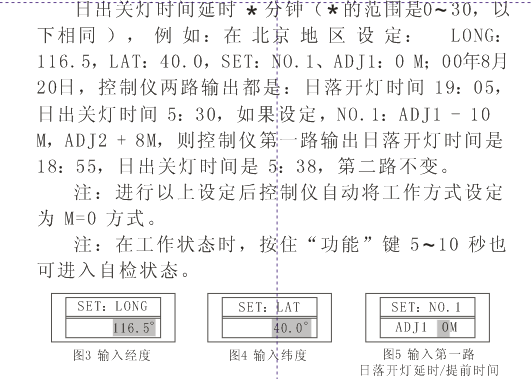 日出关灯时间延时 * 分钟（*的范围是0~30，以
下相同），例如：在北京地区设定： LONG:
116.5, LAT: 40.0, SET: NO.1、ADJ1: 0 M; 00年8月
20日，控制仪两路输出都是：日落开灯时间 19: 05,
日出关灯时间 5: 30，如果设定，NO.1: ADJ1 - 10
M, ADJ2 + 8M，则控制仪第一路输出日落开灯时间是
18: 55，日出关灯时间是 5: 38，第二路不变。
注：进行以上设定后控制仪自动将工作方式设定
为 M=0 方式。
注：在工作状态时，按住“功能”键 5~10 秒也
可进入自检状态。
SET: LONG
116.5°
图3 输入经度
SET: LAT
40.0°
图4 输入纬度
SET: NO.1
ADJ1 0M
图5 输入第一路
日落开灯延时/提前时间